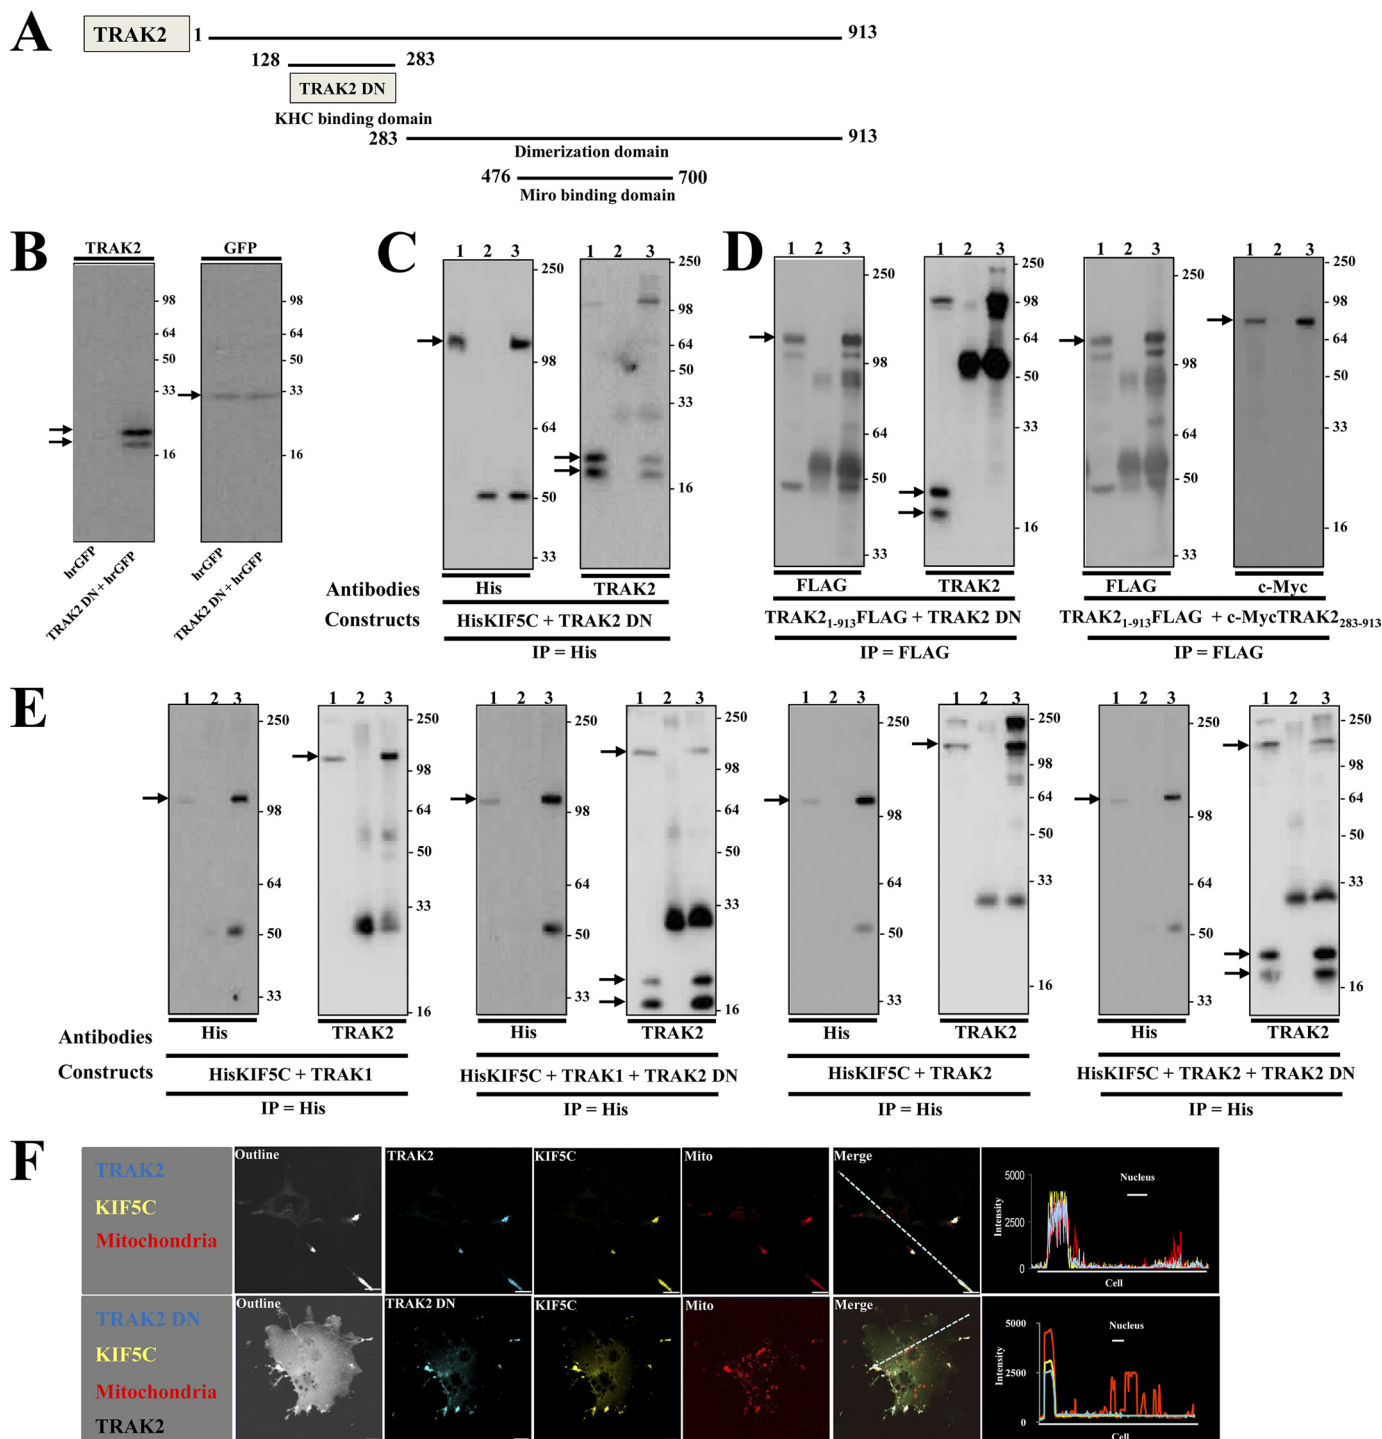 A
TRAK2 1 913
128 283
TRAK2 DN
KHC binding domain
283 913
Dimerization domain
476 700
Miro binding domain
B
TRAK2 GFP
- 98 - 98
- 64 - 64
- 50 - 50
- 33 - 33
- 16 - 16
hrGFP
TRAK2 DN + hrGFP
hrGFP
TRAK2 DN + hrGFP
C
1 2 3 1 2 3
- 250 - 250
- 98 - 98
- 64 - 64
- 50 - 50
- 33 - 33
- 16
Antibodies His TRAK2
Constructs HisKIF5C + TRAK2 DN
IP = His
D
1 2 3 1 2 3 1 2 3 1 2 3
- 250 - 250 - 250 - 250
- 98 - 98 - 98 - 98
- 64 - 64 - 64 - 64
- 50 - 50 - 50 - 50
- 33 - 33 - 33 - 33
- 16 - 16
FLAG TRAK2 FLAG c-Myc
TRAK2₁₋₉₁₃FLAG + TRAK2 DN TRAK2₁₋₉₁₃FLAG + c-MycTRAK2₂₈₃₋₉₁₃
IP = FLAG IP = FLAG
E
1 2 3 1 2 3 1 2 3 1 2 3 1 2 3 1 2 3 1 2 3 1 2 3
- 250 - 250 - 250 - 250 - 250 - 250 - 250 - 250
- 98 - 98 - 98 - 98 - 98 - 98 - 98 - 98
- 64 - 64 - 64 - 64 - 64 - 64 - 64 - 64
- 50 - 50 - 50 - 50 - 50 - 50 - 50 - 50
- 33 - 33 - 33 - 33 - 33 - 33 - 33 - 33
- 16 - 16 - 16 - 16
Antibodies His TRAK2 His TRAK2 His TRAK2 His TRAK2
Constructs HisKIF5C + TRAK1 HisKIF5C + TRAK1 + TRAK2 DN HisKIF5C + TRAK2 HisKIF5C + TRAK2 + TRAK2 DN
IP = His IP = His IP = His IP = His
F
TRAK2
KIF5C
Mitochondria
Outline TRAK2 KIF5C Mito Merge
5000
2500
0
Intensity
Nucleus
Cell
TRAK2 DN
KIF5C
Mitochondria
TRAK2
Outline TRAK2 DN KIF5C Mito Merge
5000
2500
0
Intensity
Nucleus
Cell